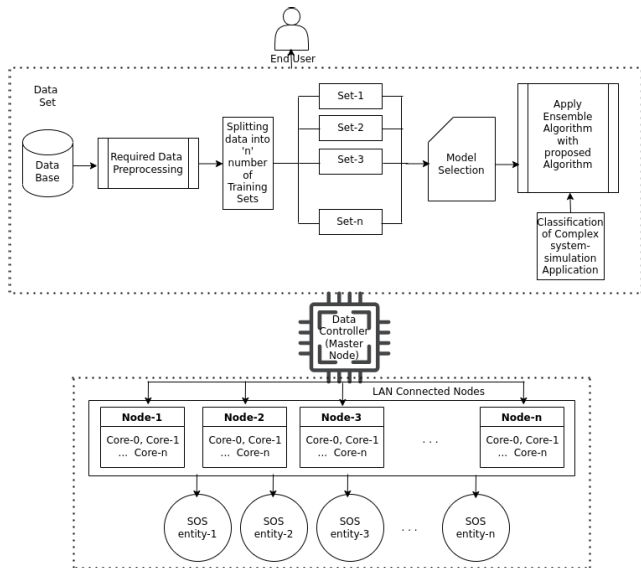 End User
Data
Set
Data
Base
Required Data
Preprocessing
Splitting
data into
'n'
number
of
Training
Sets
Set-1
Set-2
Set-3
Set-n
Model
Selection
Apply
Ensemble
Algorithm
with
proposed
Algorithm
Classification
of Complex
system-
simulation
Application
Data
Controller
(Master
Node)
LAN Connected Nodes
Node-1
Core-0, Core-1
... Core-n
Node-2
Core-0, Core-1
... Core-n
Node-3
Core-0, Core-1
... Core-n
. . .
Node-n
Core-0, Core-1
... Core-n
SOS
entity-1
SOS
entity-2
SOS
entity-3
. . .
SOS
entity-n